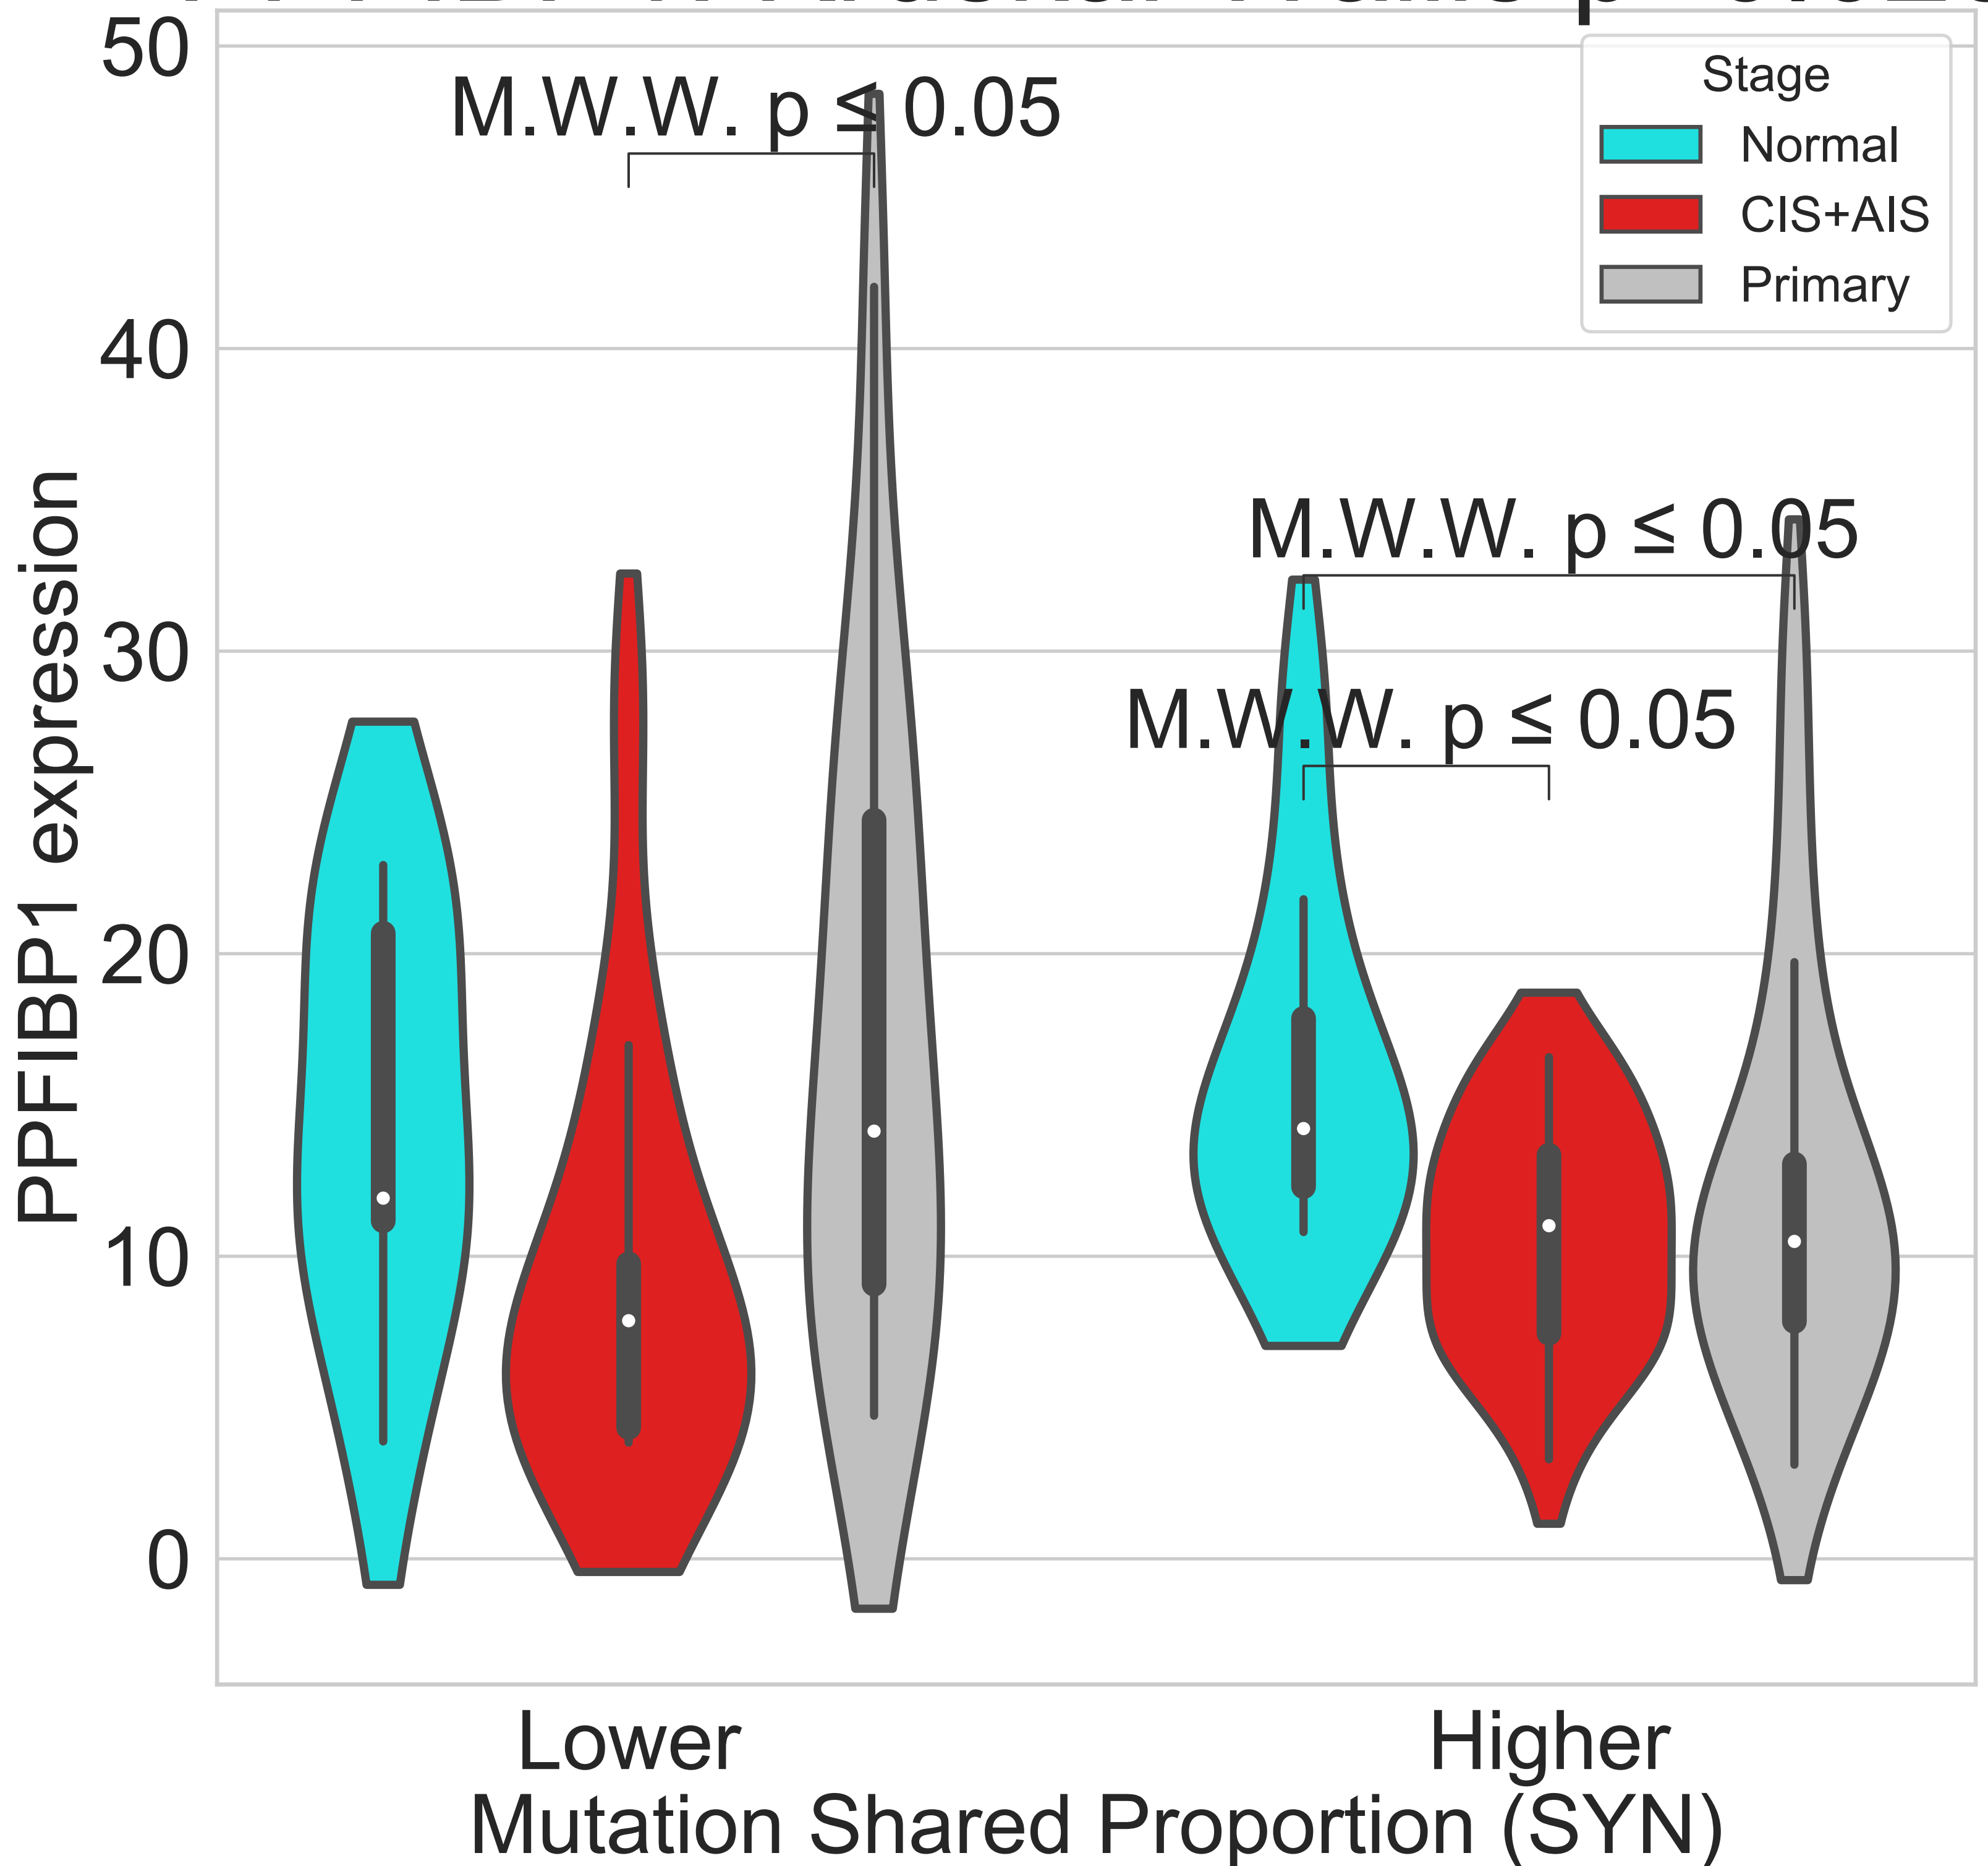 50
40
30
20
10
0
PPFIBP1 expression
M.W.W. p ≤ 0.05
M.W.W. p ≤ 0.05
M.W.W. p ≤ 0.05
Stage
Normal
CIS+AIS
Primary
Lower
Higher
Mutation Shared Proportion (SYN)